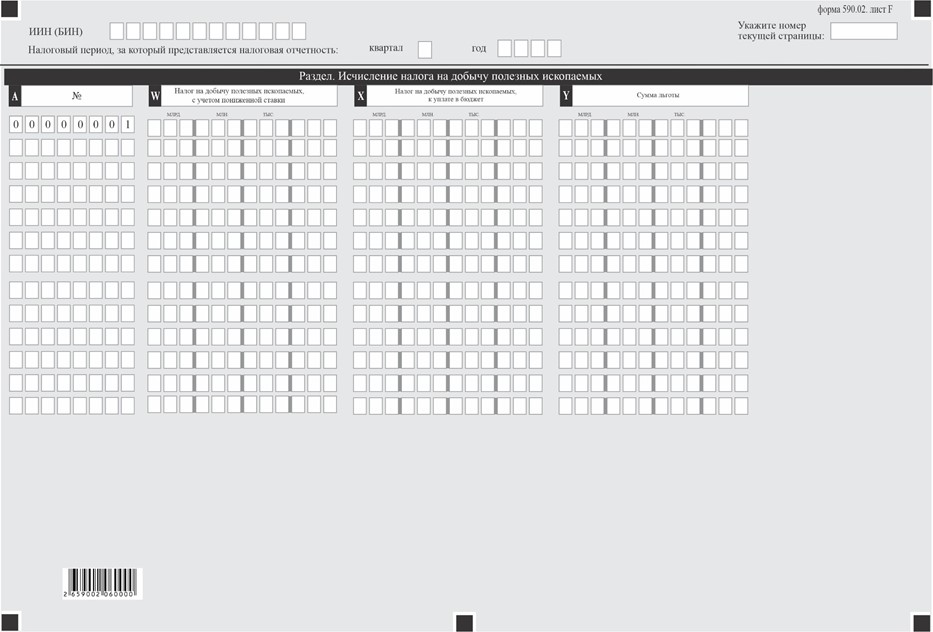 форма 590.02. лист F
ИИН (БИН)
Укажите номер
текущей страницы:
Налоговый период, за который представляется налоговая отчетность: квартал год
Раздел. Исчисление налога на добычу полезных ископаемых
A № W Налог на добычу полезных ископаемых, с учетом пониженной ставки X Налог на добычу полезных ископаемых, к уплате в бюджет Y Сумма льготы
млрд млн тыс млрд млн тыс млрд млн тыс
0 0 0 0 0 0 0 1
2 659002 060000